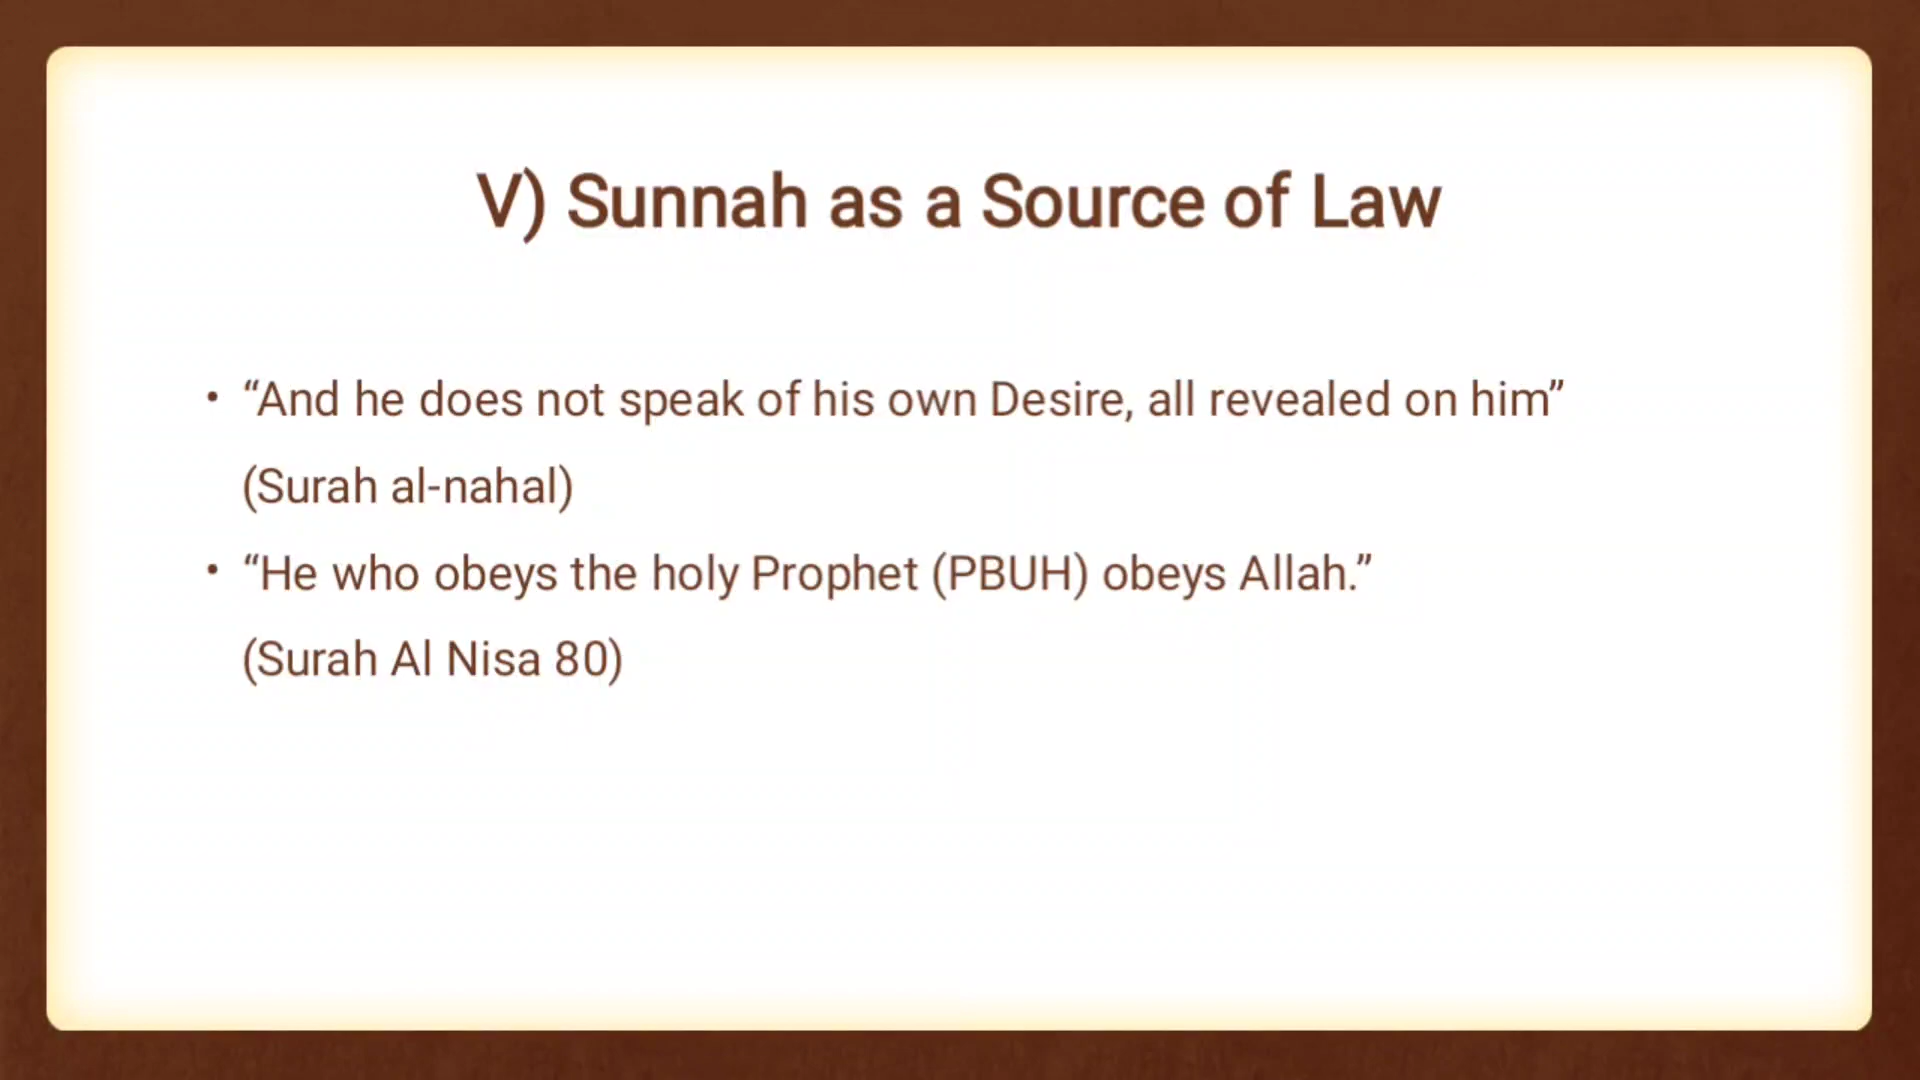 V) Sunnah as a Source of Law
• “And he does not speak of his own Desire, all revealed on him”
(Surah al-nahal)
• “He who obeys the holy Prophet (PBUH) obeys Allah.”
(Surah Al Nisa 80)